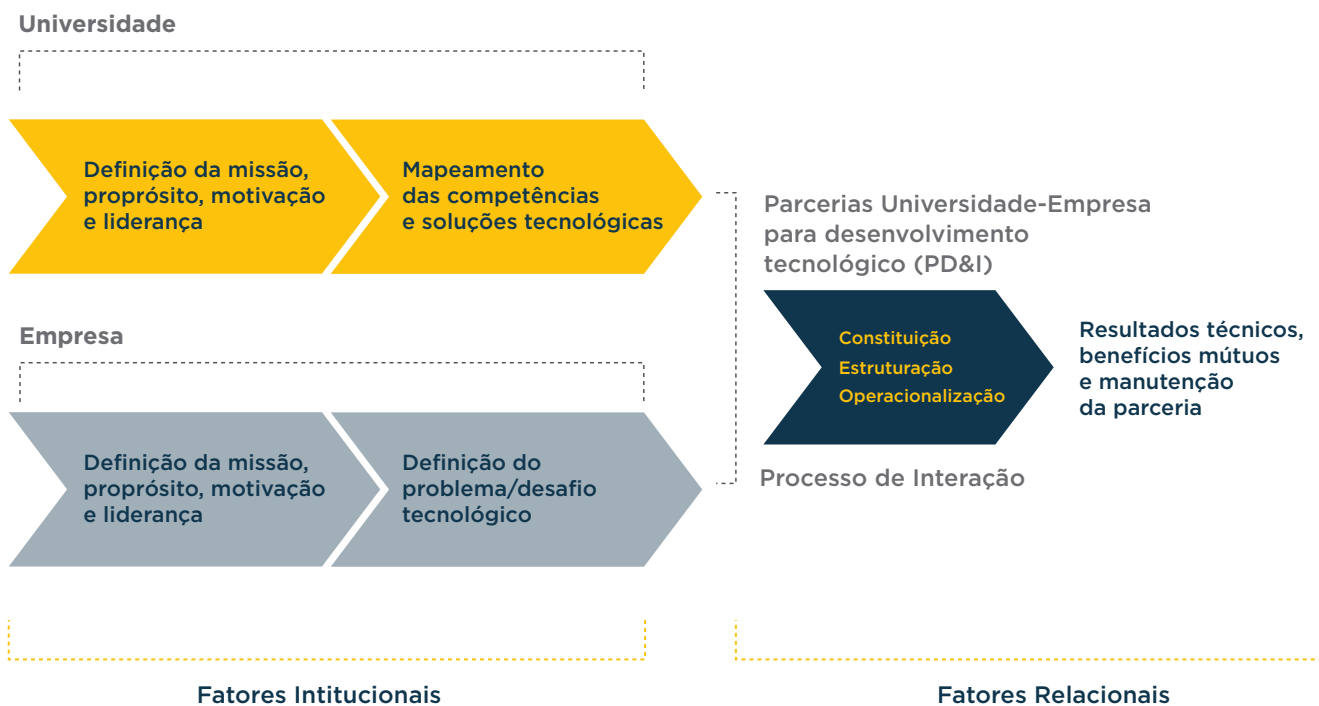 Universidade
Definição da missão,
proprósito, motivação
e liderança
Mapeamento
das competências
e soluções tecnológicas
Empresa
Definição da missão,
proprósito, motivação
e liderança
Definição do
problema/desafio
tecnológico
Parcerias Universidade-Empresa
para desenvolvimento
tecnológico (PD&I)
Constituição
Estruturação
Operacionalização
Processo de Interação
Resultados técnicos,
benefícios mútuos
e manutenção
da parceria
Fatores Intitucionais
Fatores Relacionais